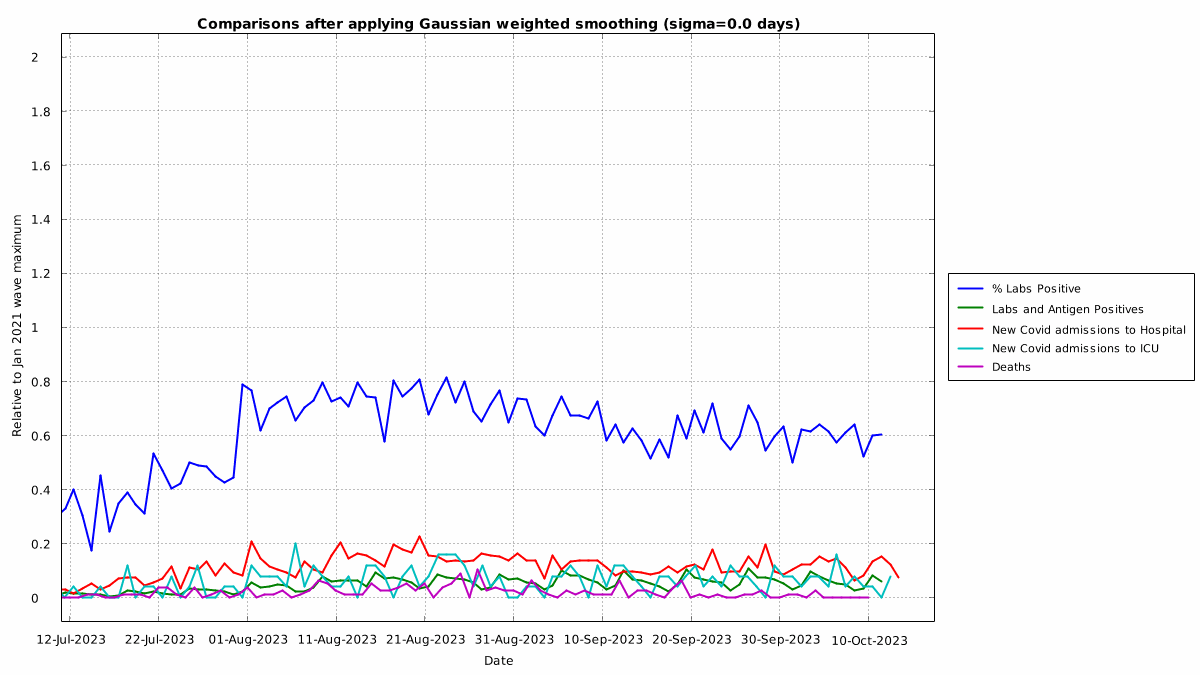 Comparisons after applying Gaussian weighted smoothing (sigma=0.0 days)
2
1.8
1.6
1.4
1.2
1
0.8
0.6
0.4
0.2
0
Relative to Jan 2021 wave maximum
12-Jul-2023 22-Jul-2023 01-Aug-2023 11-Aug-2023 21-Aug-2023 31-Aug-2023 10-Sep-2023 20-Sep-2023 30-Sep-2023 10-Oct-2023
Date
% Labs Positive
Labs and Antigen Positives
New Covid admissions to Hospital
New Covid admissions to ICU
Deaths